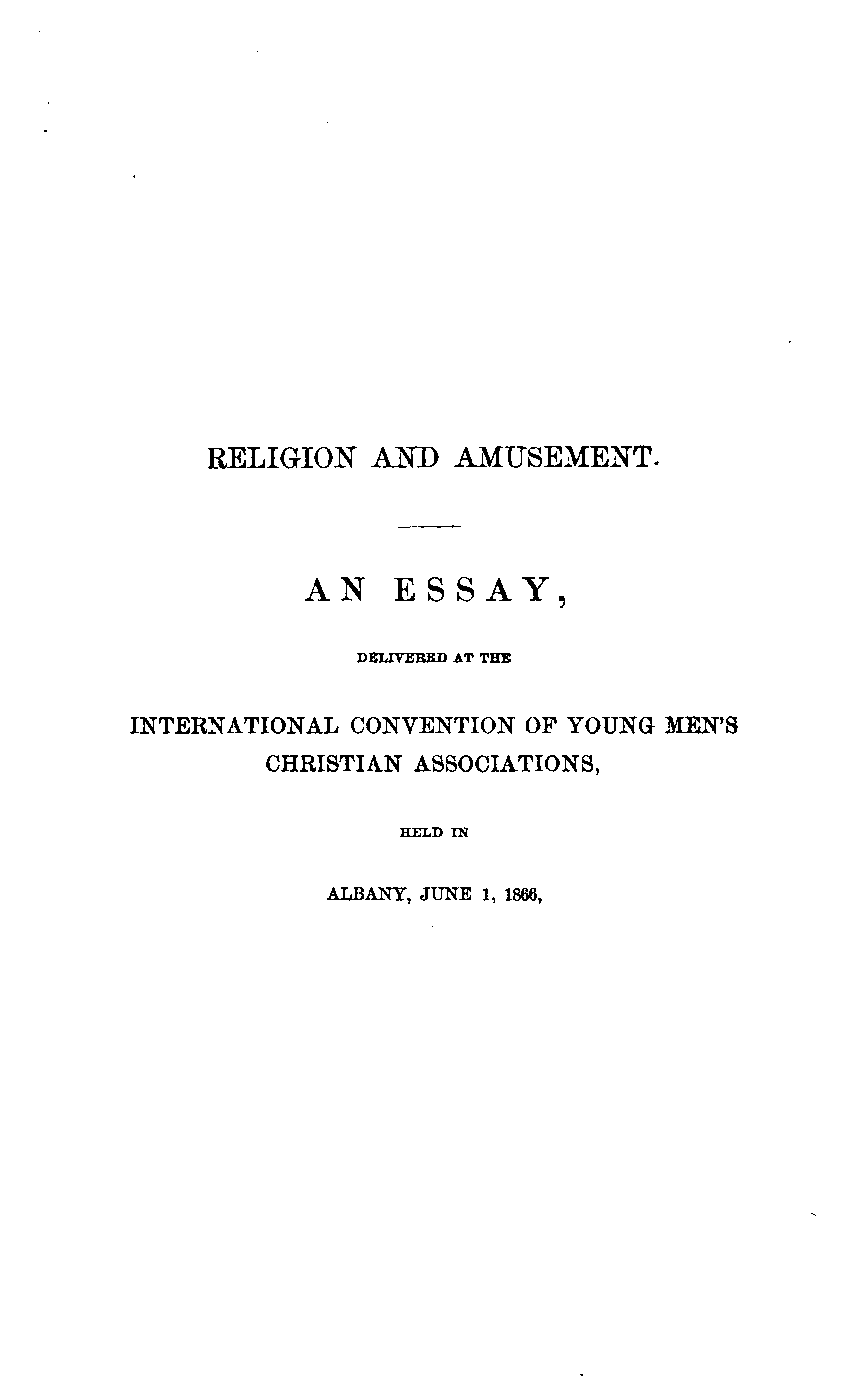 RELIGION AND AMUSEMENT.
AN ESSAY,
DELIVERED AT THE
INTERNATIONAL CONVENTION OF YOUNG MEN'S
CHRISTIAN ASSOCIATIONS,
HELD IN
ALBANY, JUNE 1, 1866,